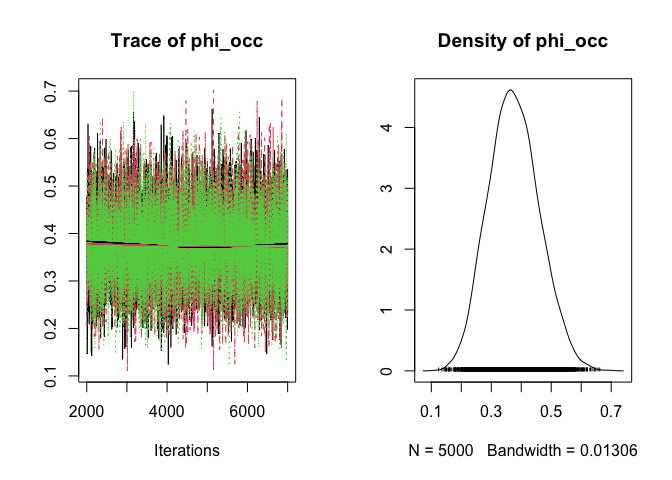 Trace of phi_occ
0.7
0.6
0.5
0.4
0.3
0.2
0.1
2000 4000 6000
Iterations
Density of phi_occ
4
3
2
1
0
0.1 0.3 0.5 0.7
N = 5000 Bandwidth = 0.01306